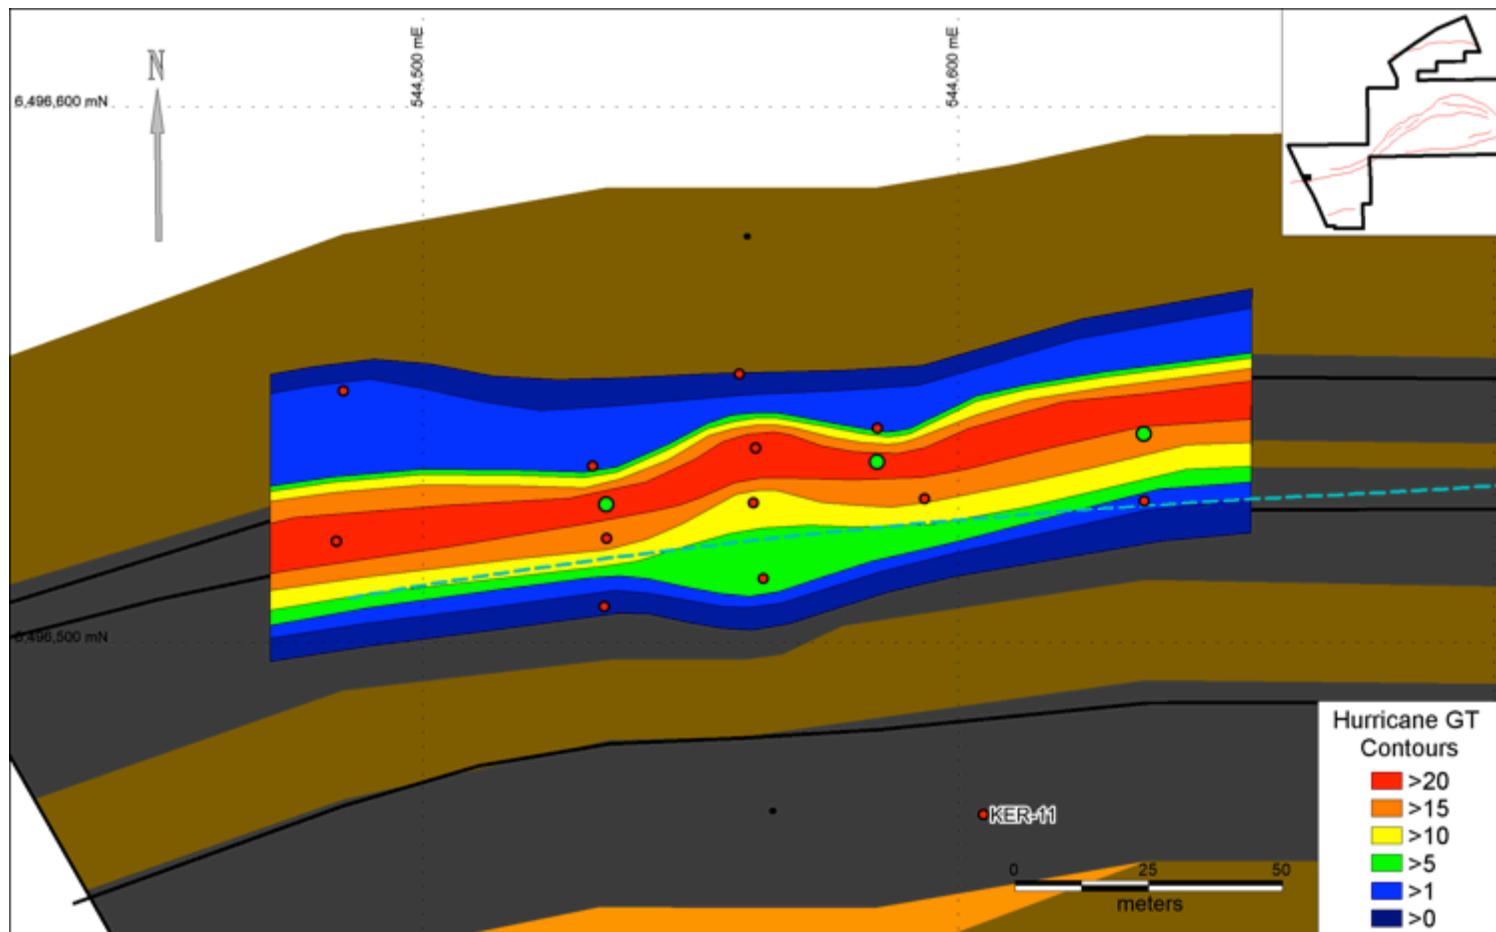 544,500 mE
544,600 mE
N
6,496,600 mN
6,496,500 mN
KER-11
0 25 50
meters
Hurricane GT
Contours
>20
>15
>10
>5
>1
>0